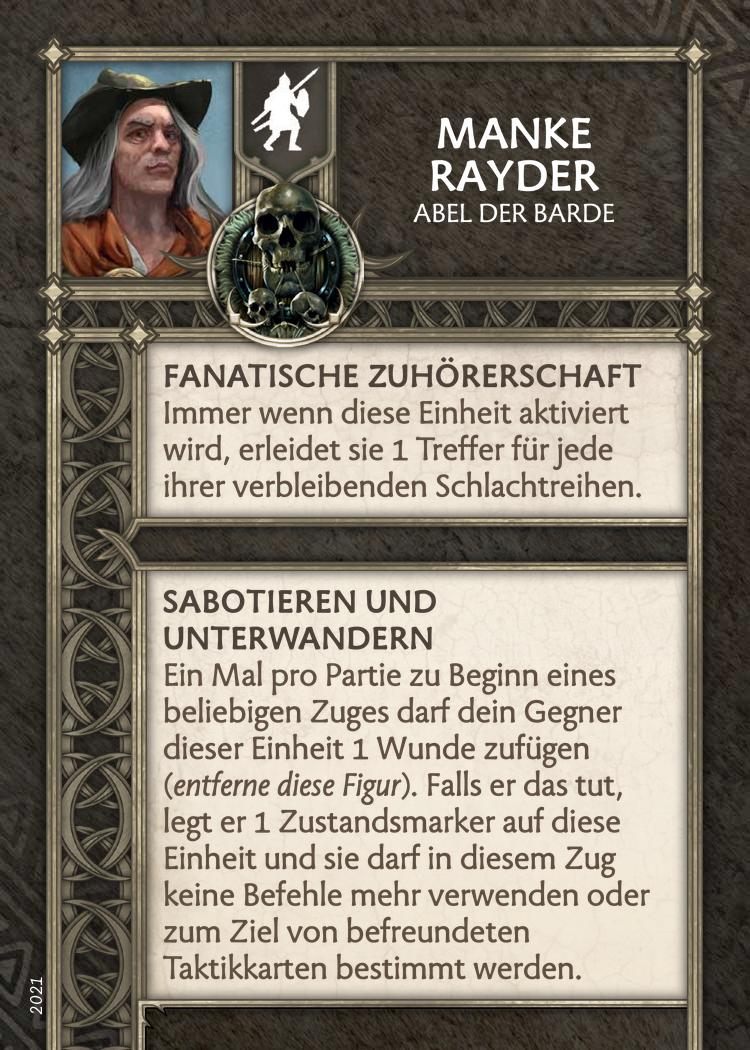 MANKE
RAYDER
ABEL DER BARDE
FANATISCHE ZUHÖRERSCHAFT
Immer wenn diese Einheit aktiviert
wird, erleidet sie 1 Treffer für jede
ihrer verbleibenden Schlachtreihen.
SABOTIEREN UND
UNTERWANDERN
Ein Mal pro Partie zu Beginn eines
beliebigen Zuges darf dein Gegner
dieser Einheit 1 Wunde zufügen
(entferne diese Figur). Falls er das tut,
legt er 1 Zustandsmarker auf diese
Einheit und sie darf in diesem Zug
keine Befehle mehr verwenden oder
zum Ziel von befreundeten
Taktikkarten bestimmt werden.
2021